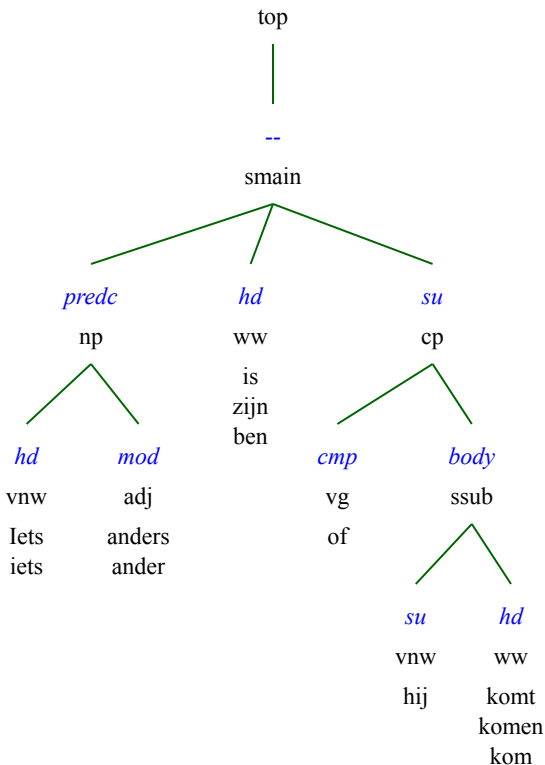 top
--
smain
predc hd su
np ww cp
is
zijn
ben
hd mod cmp body
vnw adj vg ssub
Iets anders of
iets ander
su hd
vnw ww
hij komt
komen
kom